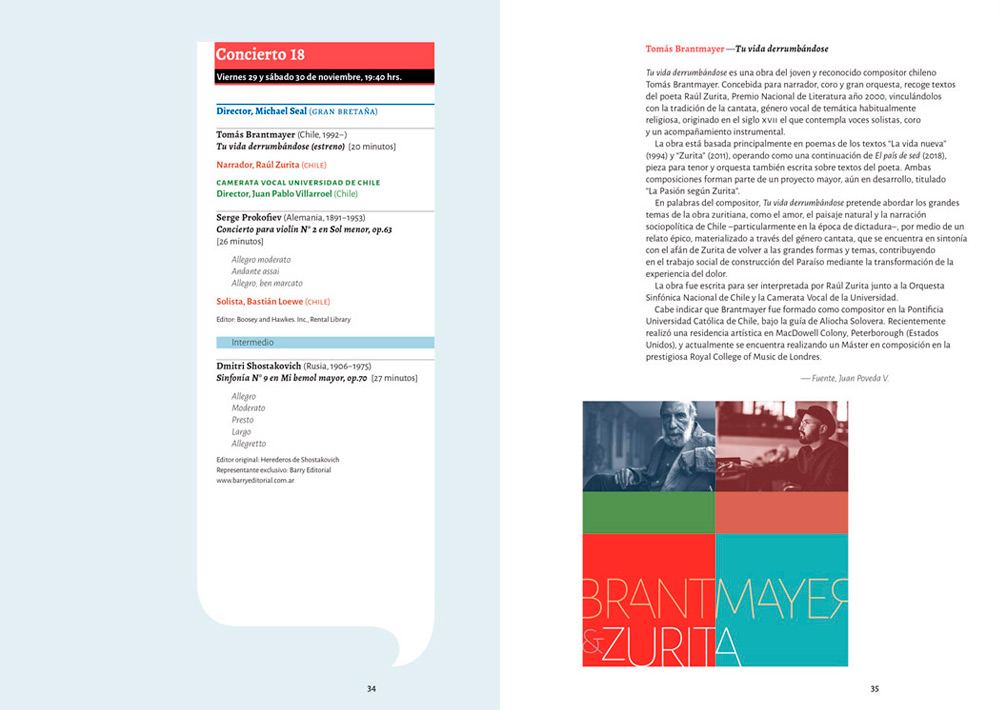 Concierto 18
Viernes 29 y sábado 30 de noviembre, 19:40 hrs.
Director, Michael Seal (GRAN BRETAÑA)
Tomás Brantmayer (Chile, 1992–)
Tu vida derrumbándose (estreno) [20 minutos]
Narrador, Raúl Zurita (CHILE)
CAMERATA VOCAL UNIVERSIDAD DE CHILE
Director, Juan Pablo Villarroel (Chile)
Serge Prokofiev (Alemania, 1891–1953)
Concierto para violín N° 2 en Sol menor, op.63
[26 minutos]
Allegro moderato
Andante assai
Allegro, ben marcato
Solista, Bastián Loewe (CHILE)
Editor: Boosey and Hawkes. Inc., Rental Library
Intermedio
Dmitri Shostakovich (Rusia, 1906–1975)
Sinfonía N° 9 en Mi bemol mayor, op.70 [27 minutos]
Allegro
Moderato
Presto
Largo
Allegretto
Editor original: Herederos de Shostakovich
Representante exclusivo: Barry Editorial
www.barryeditorial.com.ar
34
Tomás Brantmayer—Tu vida derrumbándose
Tu vida derrumbándose es una obra del joven y reconocido compositor chileno
Tomás Brantmayer. Concebida para narrador, coro y gran orquesta, recoge textos
del poeta Raúl Zurita, Premio Nacional de Literatura año 2000, vinculándolos
con la tradición de la cantata, género vocal de temática habitualmente
religiosa, originado en el siglo XVII el que contempla voces solistas, coro
y un acompañamiento instrumental.
La obra está basada principalmente en poemas de los textos "La vida nueva"
(1994) y "Zurita" (2011), operando como una continuación de El país de sed (2018),
pieza para tenor y orquesta también escrita sobre textos del poeta. Ambas
composiciones forman parte de un proyecto mayor, aún en desarrollo, titulado
"La Pasión según Zurita".
En palabras del compositor, Tu vida derrumbándose pretende abordar los grandes
temas de la obra zuritiana, como el amor, el paisaje natural y la narración
sociopolítica de Chile –particularmente en la época de dictadura–, por medio de un
relato épico, materializado a través del género cantata, que se encuentra en sintonía
con el afán de Zurita de volver a las grandes formas y temas, contribuyendo
en el trabajo social de construcción del Paraíso mediante la transformación de la
experiencia del dolor.
La obra fue escrita para ser interpretada por Raúl Zurita junto a la Orquesta
Sinfónica Nacional de Chile y la Camerata Vocal de la Universidad.
Cabe indicar que Brantmayer fue formado como compositor en la Pontificia
Universidad Católica de Chile, bajo la guía de Aliocha Solovera. Recientemente
realizó una residencia artística en MacDowell Colony, Peterborough (Estados
Unidos), y actualmente se encuentra realizando un Máster en composición en la
prestigiosa Royal College of Music de Londres.
— Fuente, Juan Poveda V.
BRANTMAYER
& ZURITA
35